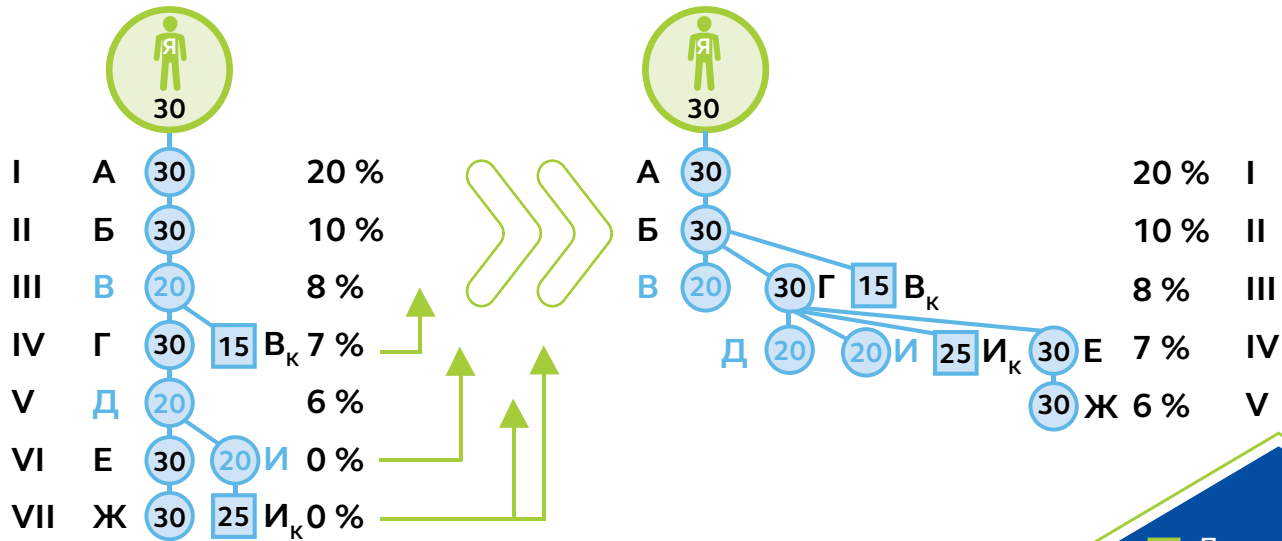 Я Я
30 30
I А 30 20 % А 30 20 % I
II Б 30 10 % Б 30 10 % II
III В 20 8 % В 20 30 Г 15 Вк 8 % III
IV Г 30 15 Вк 7 % Д 20 20 И 25 Ик 30 Е 7 % IV
V Д 20 6 % 30 Ж 6 % V
VI Е 30 20 И 0 %
VII Ж 30 25 Ик 0 %